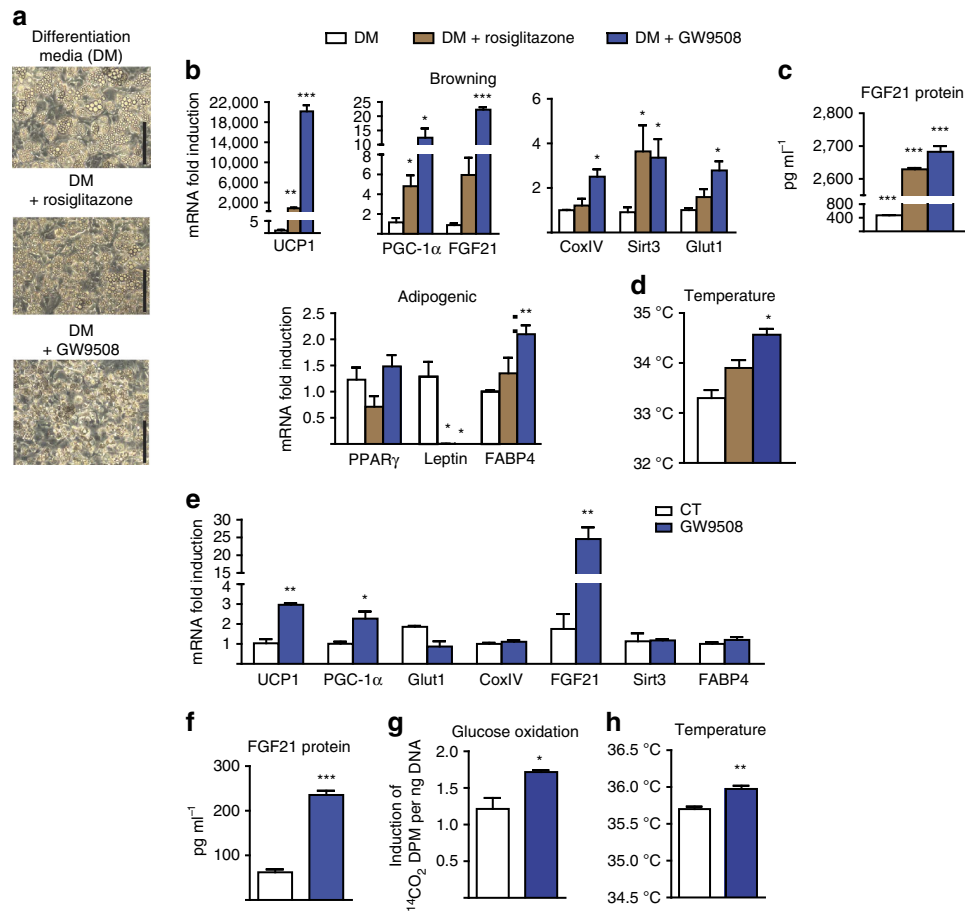 a
Differentiation
media (DM)
DM
+ rosiglitazone
DM
+ GW9508
DM
DM + rosiglitazone
DM + GW9508
b
Browning
mRNA fold induction
22,000
18,000
14,000
10,000
6,000
2,000
5
**
***
UCP1
25
20
15
10
8
6
4
2
0
*
*
***
PGC-1α
FGF21
6
4
2
*
*
*
*
CoxIV
Sirt3
Glut1
c
FGF21 protein
pg ml⁻¹
2,700
2,600
800
400
***
***
***
Adipogenic
mRNA fold induction
2.5
2.0
1.5
1.0
0.5
*
*
**
PPARγ
Leptin
FABP4
d
Temperature
35 °C
34 °C
33 °C
32 °C
*
e
CT
GW9508
mRNA fold induction
30
25
20
15
10
4
3
2
1
**
*
**
UCP1
PGC-1α
Glut1
CoxIV
FGF21
Sirt3
FABP4
f
FGF21 protein
pg ml⁻¹
300
200
100
***
g
Glucose oxidation
Induction of
¹⁴CO₂ DPM per ng DNA
2.0
1.5
1.0
0.5
*
h
Temperature
36.5 °C
36.0 °C
35.5 °C
35.0 °C
34.5 °C
**